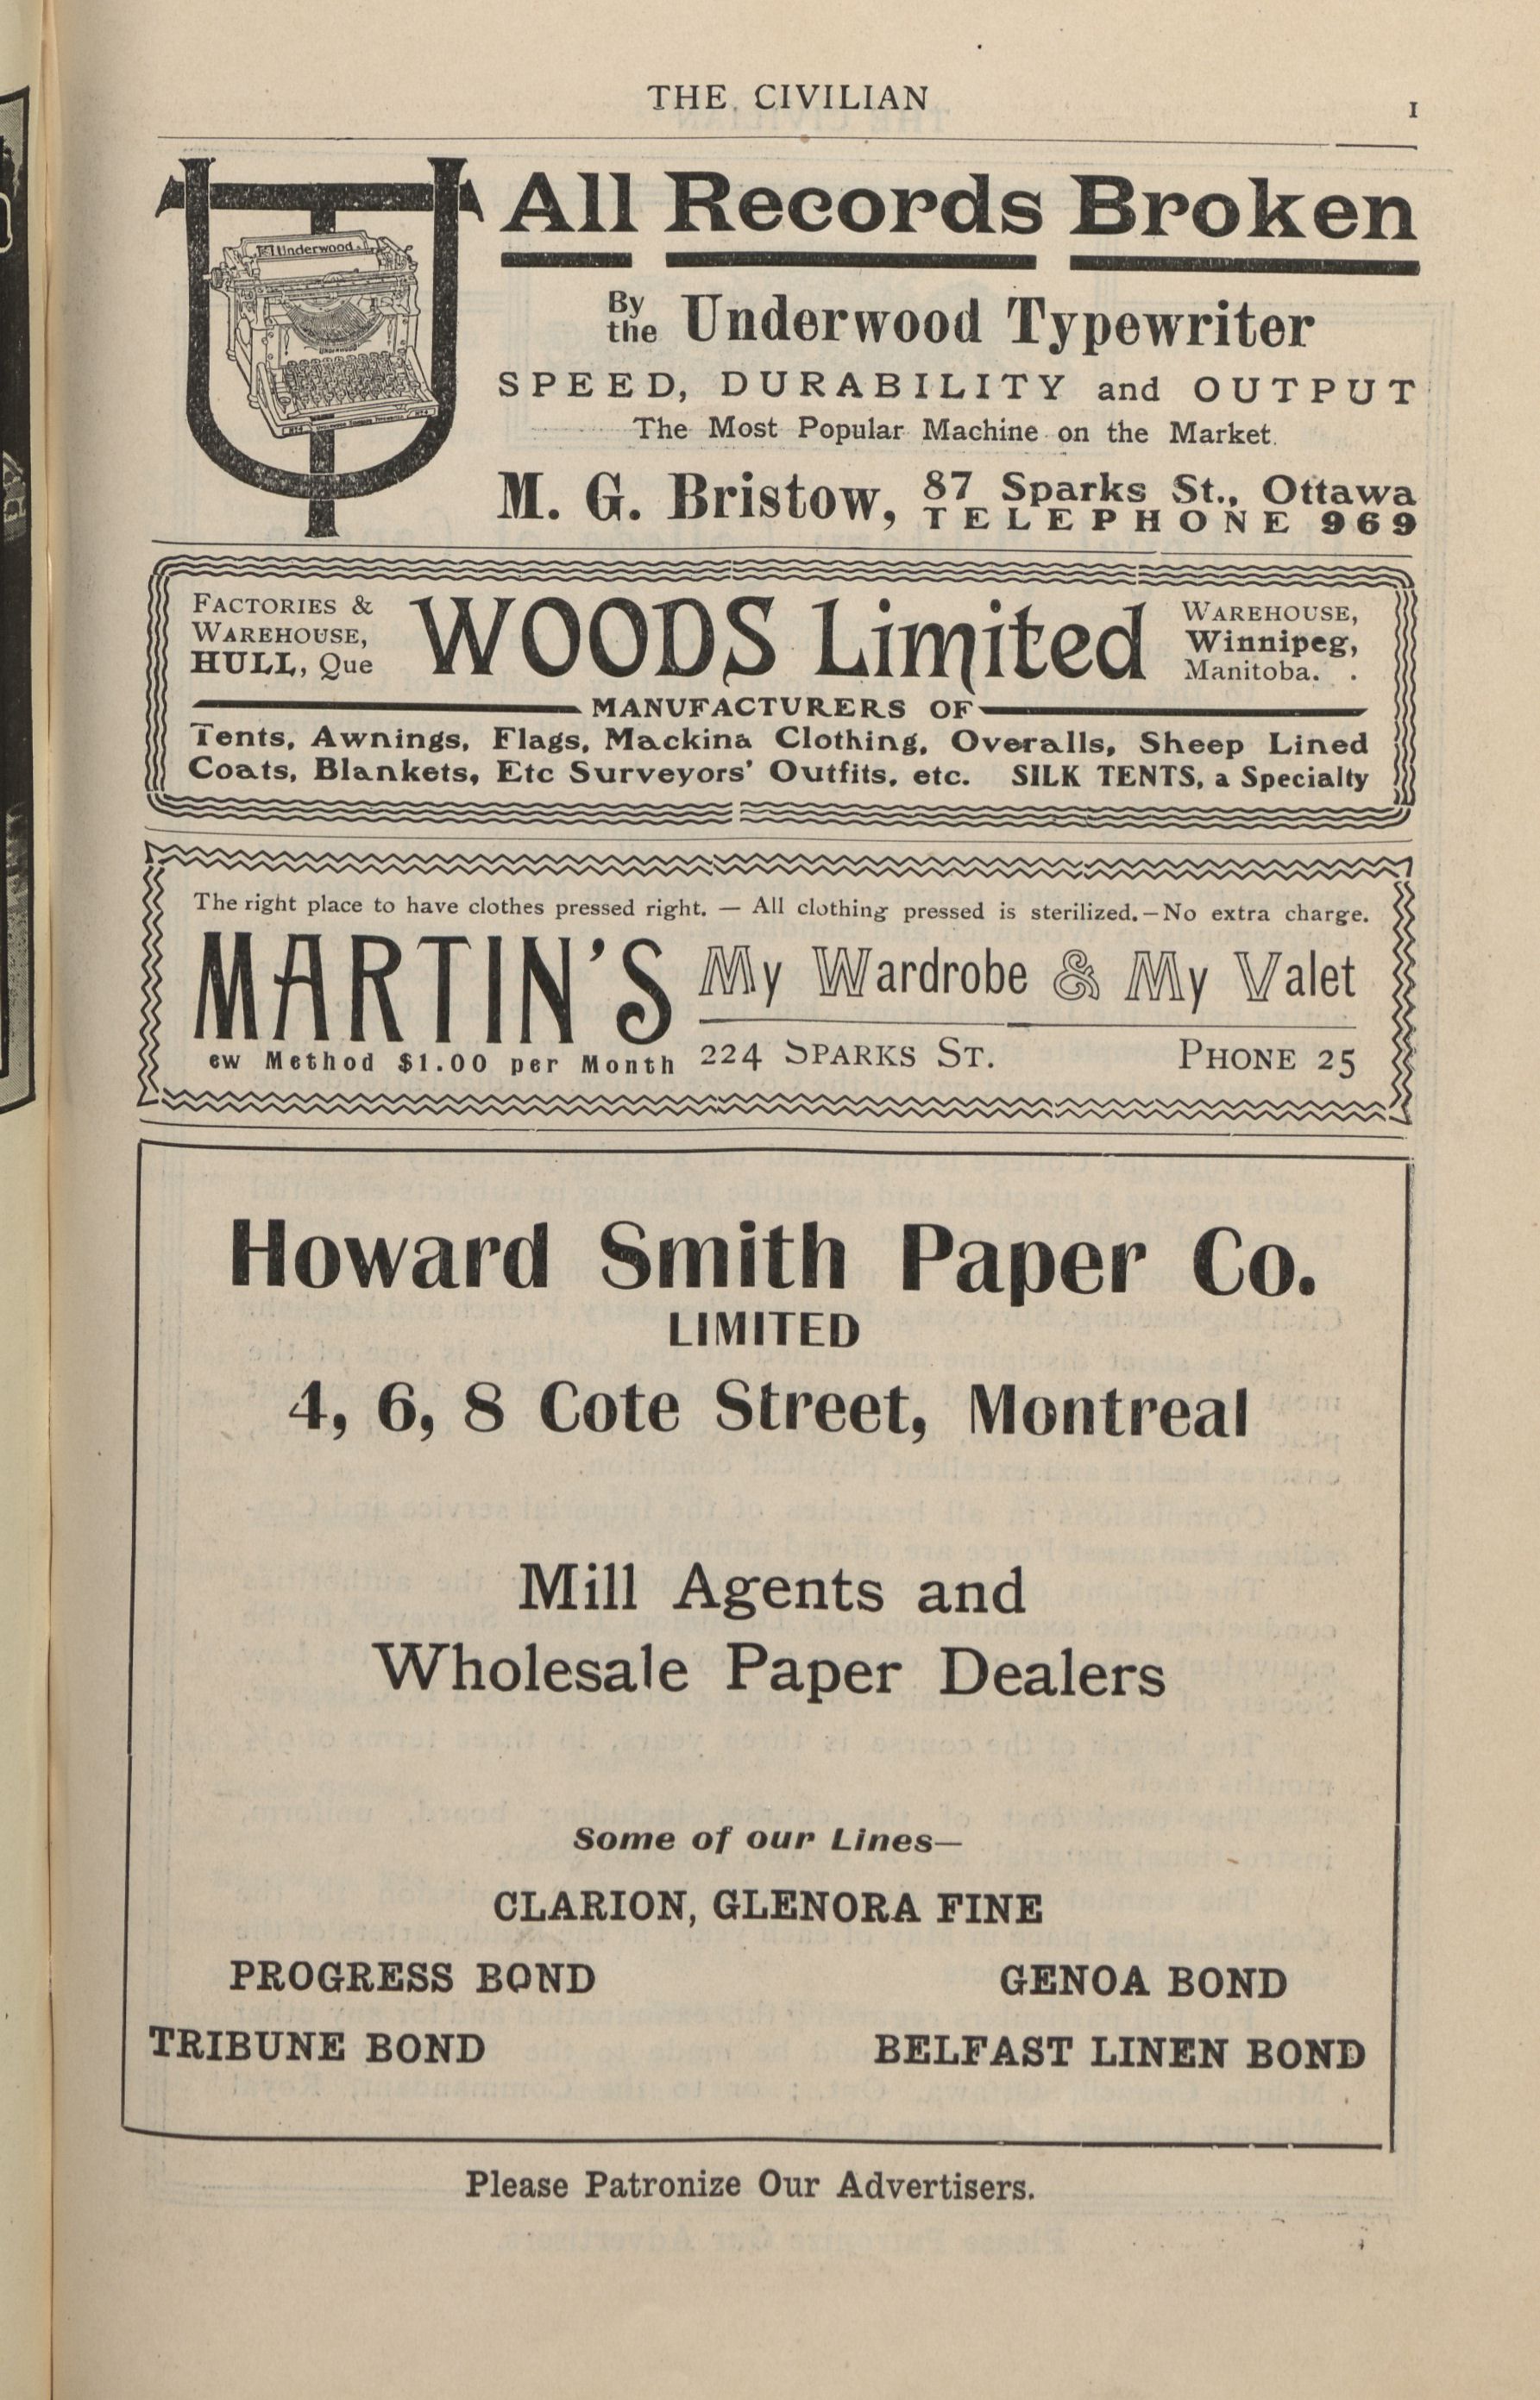 THE CIVILIAN
I
Underwood
All Records Broken
By the Underwood Typewriter
SPEED, DURABILITY and OUTPUT
The Most Popular Machine on the Market.
M. G. Bristow, 87 Sparks St., Ottawa
TELEPHONE 969
FACTORIES &
WAREHOUSE,
HULL, Que
WOODS Limited
WAREHOUSE,
Winnipeg,
Manitoba. .
MANUFACTURERS OF
Tents, Awnings, Flags, Mackina Clothing, Overalls, Sheep Lined
Coats, Blankets, Etc Surveyors' Outfits, etc. SILK TENTS, a Specialty
The right place to have clothes pressed right. — All clothing pressed is sterilized.—No extra charge.
MARTIN'S My Wardrobe & My Valet
ew Method $1.00 per Month 224 SPARKS ST. PHONE 25
Howard Smith Paper Co.
LIMITED
4, 6, 8 Cote Street, Montreal
Mill Agents and
Wholesale Paper Dealers
Some of our Lines—
CLARION, GLENORA FINE
PROGRESS BOND GENOA BOND
TRIBUNE BOND BELFAST LINEN BOND
Please Patronize Our Advertisers.